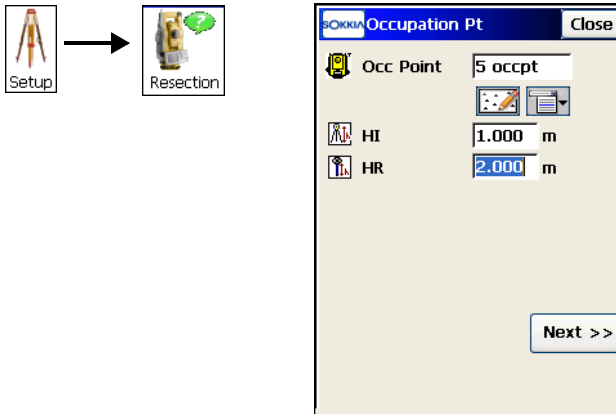 Setup
Resection
SOKKIA Occupation Pt Close
Occ Point 5 occpt
HI 1.000 m
HR 2.000 m
Next >>